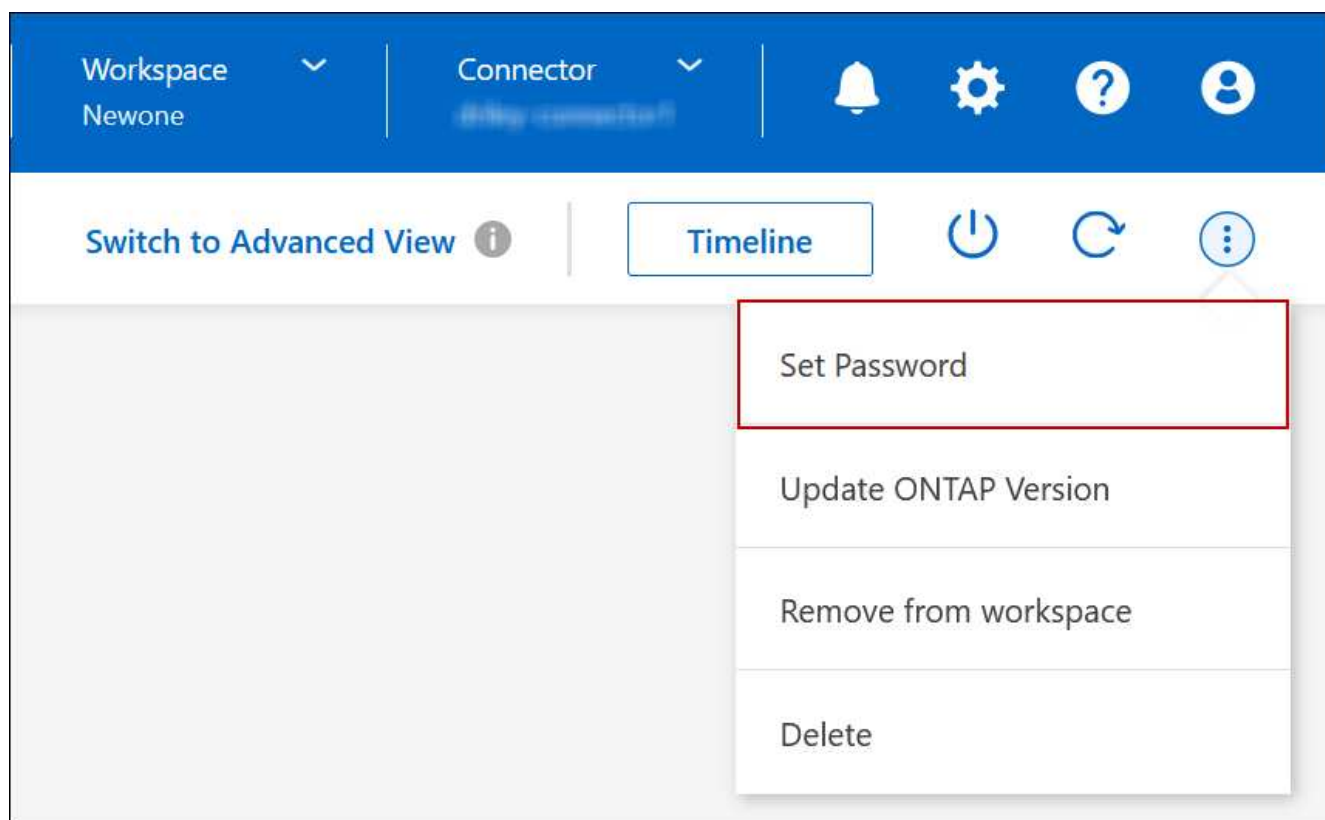 Workspace
Newone
Connector
Switch to Advanced View
Timeline
Set Password
Update ONTAP Version
Remove from workspace
Delete